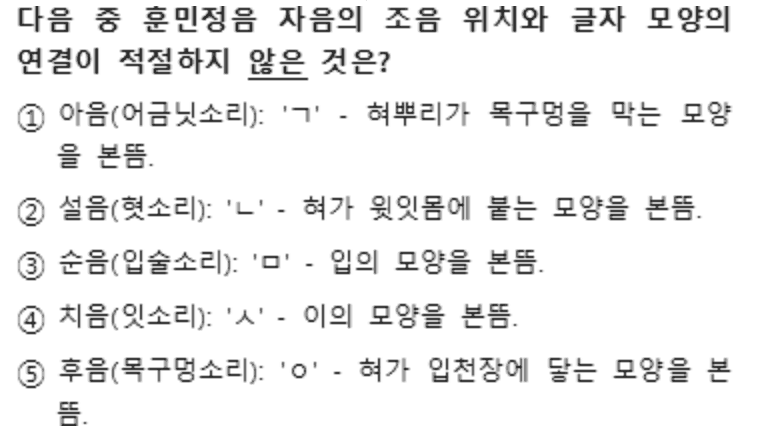 다음 중 훈민정음 자음의 조음 위치와 글자 모양의
연결이 적절하지 않은 것은?
① 아음(어금닛소리): 'ㄱ' - 혀뿌리가 목구멍을 막는 모양
을 본뜸.
② 설음(혓소리): 'ㄴ' - 혀가 윗잇몸에 붙는 모양을 본뜸.
③ 순음(입술소리): 'ㅁ' - 입의 모양을 본뜸.
④ 치음(잇소리): 'ㅅ' - 이의 모양을 본뜸.
⑤ 후음(목구멍소리): 'ㅇ' - 혀가 입천장에 닿는 모양을 본
뜸.